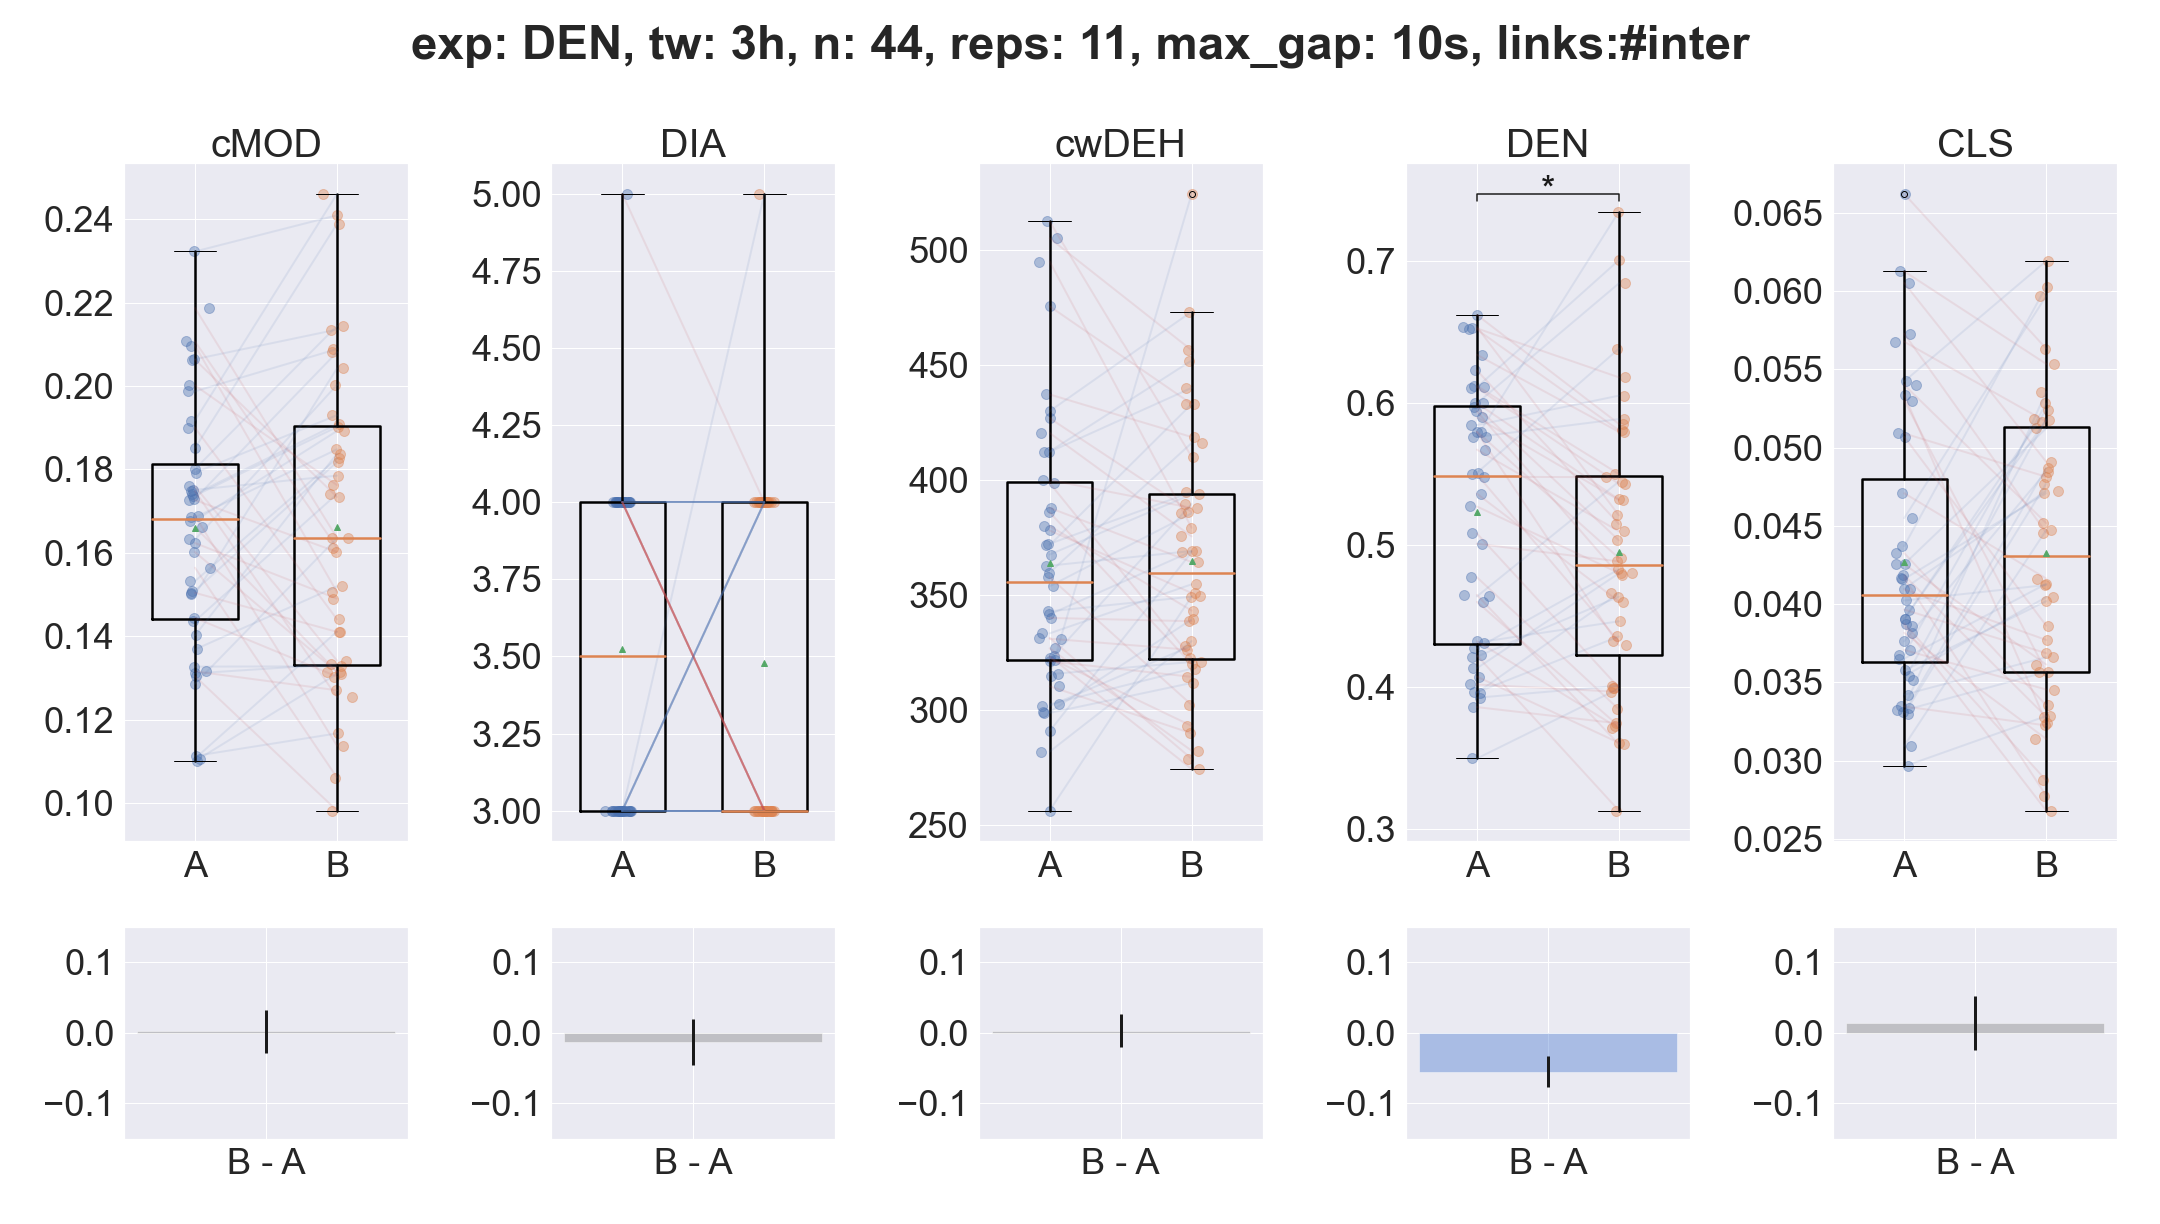 exp: DEN, tw: 3h, n: 44, reps: 11, max_gap: 10s, links:#inter
cMOD
DIA
cwDEH
DEN
CLS
0.24
0.22
0.20
0.18
0.16
0.14
0.12
0.10
A
B
5.00
4.75
4.50
4.25
4.00
3.75
3.50
3.25
3.00
A
B
500
450
400
350
300
250
A
B
*
0.7
0.6
0.5
0.4
0.3
A
B
0.065
0.060
0.055
0.050
0.045
0.040
0.035
0.030
0.025
A
B
0.1
0.0
−0.1
B - A
0.1
0.0
−0.1
B - A
0.1
0.0
−0.1
B - A
0.1
0.0
−0.1
B - A
0.1
0.0
−0.1
B - A